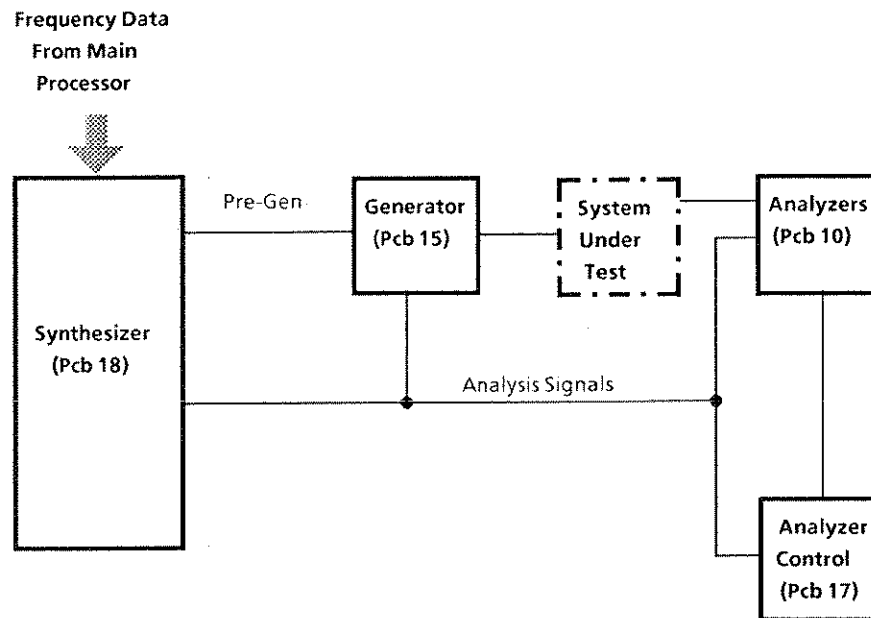 Frequency Data
From Main
Processor
Pre-Gen
Generator
(Pcb 15)
System
Under
Test
Analyzers
(Pcb 10)
Synthesizer
(Pcb 18)
Analysis Signals
Analyzer
Control
(Pcb 17)